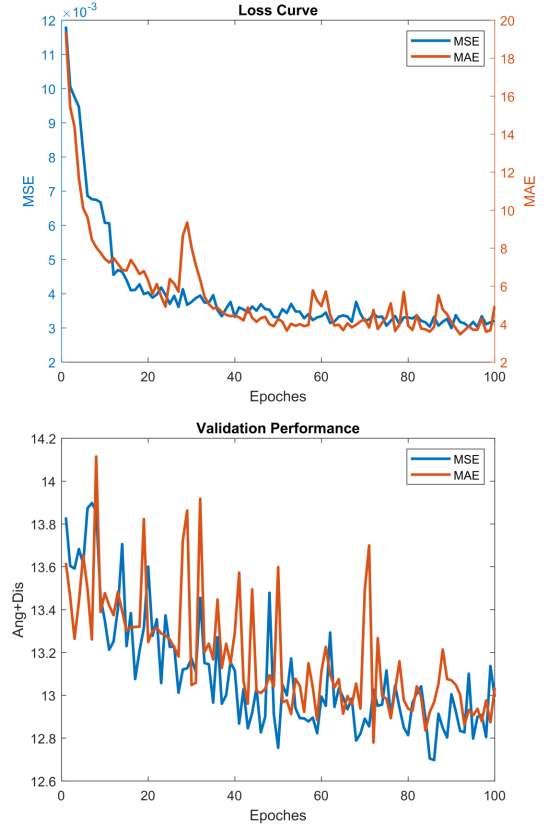 ×10⁻³
Loss Curve
12
11
10
9
8
7
6
5
4
3
2
MSE
20
18
16
14
12
10
8
6
4
2
MAE
MSE
MAE
0 20 40 60 80 100
Epoches
Validation Performance
14.2
14
13.8
13.6
13.4
13.2
13
12.8
12.6
Ang+Dis
MSE
MAE
0 20 40 60 80 100
Epoches